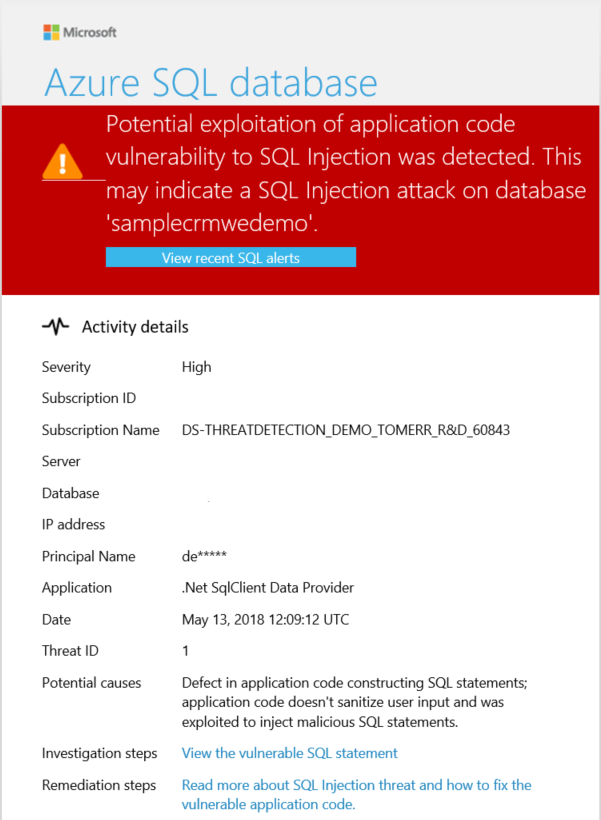 Microsoft
Azure SQL database
Potential exploitation of application code
vulnerability to SQL Injection was detected. This
may indicate a SQL Injection attack on database
'samplecrmwedemo'.
View recent SQL alerts
Activity details
Severity High
Subscription ID
Subscription Name DS-THREATDETECTION_DEMO_TOMERR_R&D_60843
Server
Database
IP address
Principal Name de*****
Application .Net SqlClient Data Provider
Date May 13, 2018 12:09:12 UTC
Threat ID 1
Potential causes Defect in application code constructing SQL statements;
application code doesn't sanitize user input and was
exploited to inject malicious SQL statements.
Investigation steps View the vulnerable SQL statement
Remediation steps Read more about SQL Injection threat and how to fix the
vulnerable application code.